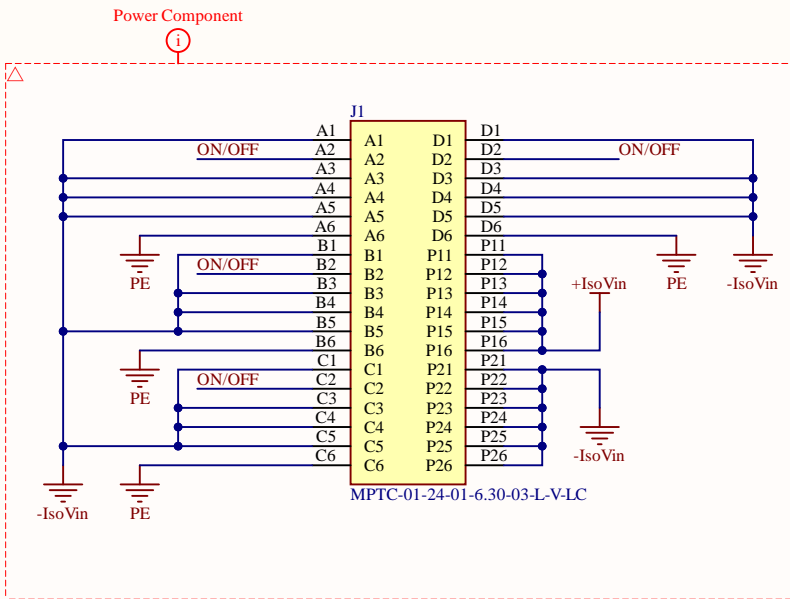 Power Component
i
J1
A1 A1 D1 D1
ON/OFF A2 A2 D2 D2 ON/OFF
A3 A3 D3 D3
A4 A4 D4 D4
A5 A5 D5 D5
A6 A6 D6 D6
B1 B1 P11 P11
PE ON/OFF B2 B2 P12 P12 +IsoVin PE -IsoVin
B3 B3 P13 P13
B4 B4 P14 P14
B5 B5 P15 P15
B6 B6 P16 P16
C1 C1 P21 P21
PE ON/OFF C2 C2 P22 P22
C3 C3 P23 P23
C4 C4 P24 P24
C5 C5 P25 P25 -IsoVin
C6 C6 P26 P26
MPTC-01-24-01-6.30-03-L-V-LC
-IsoVin PE